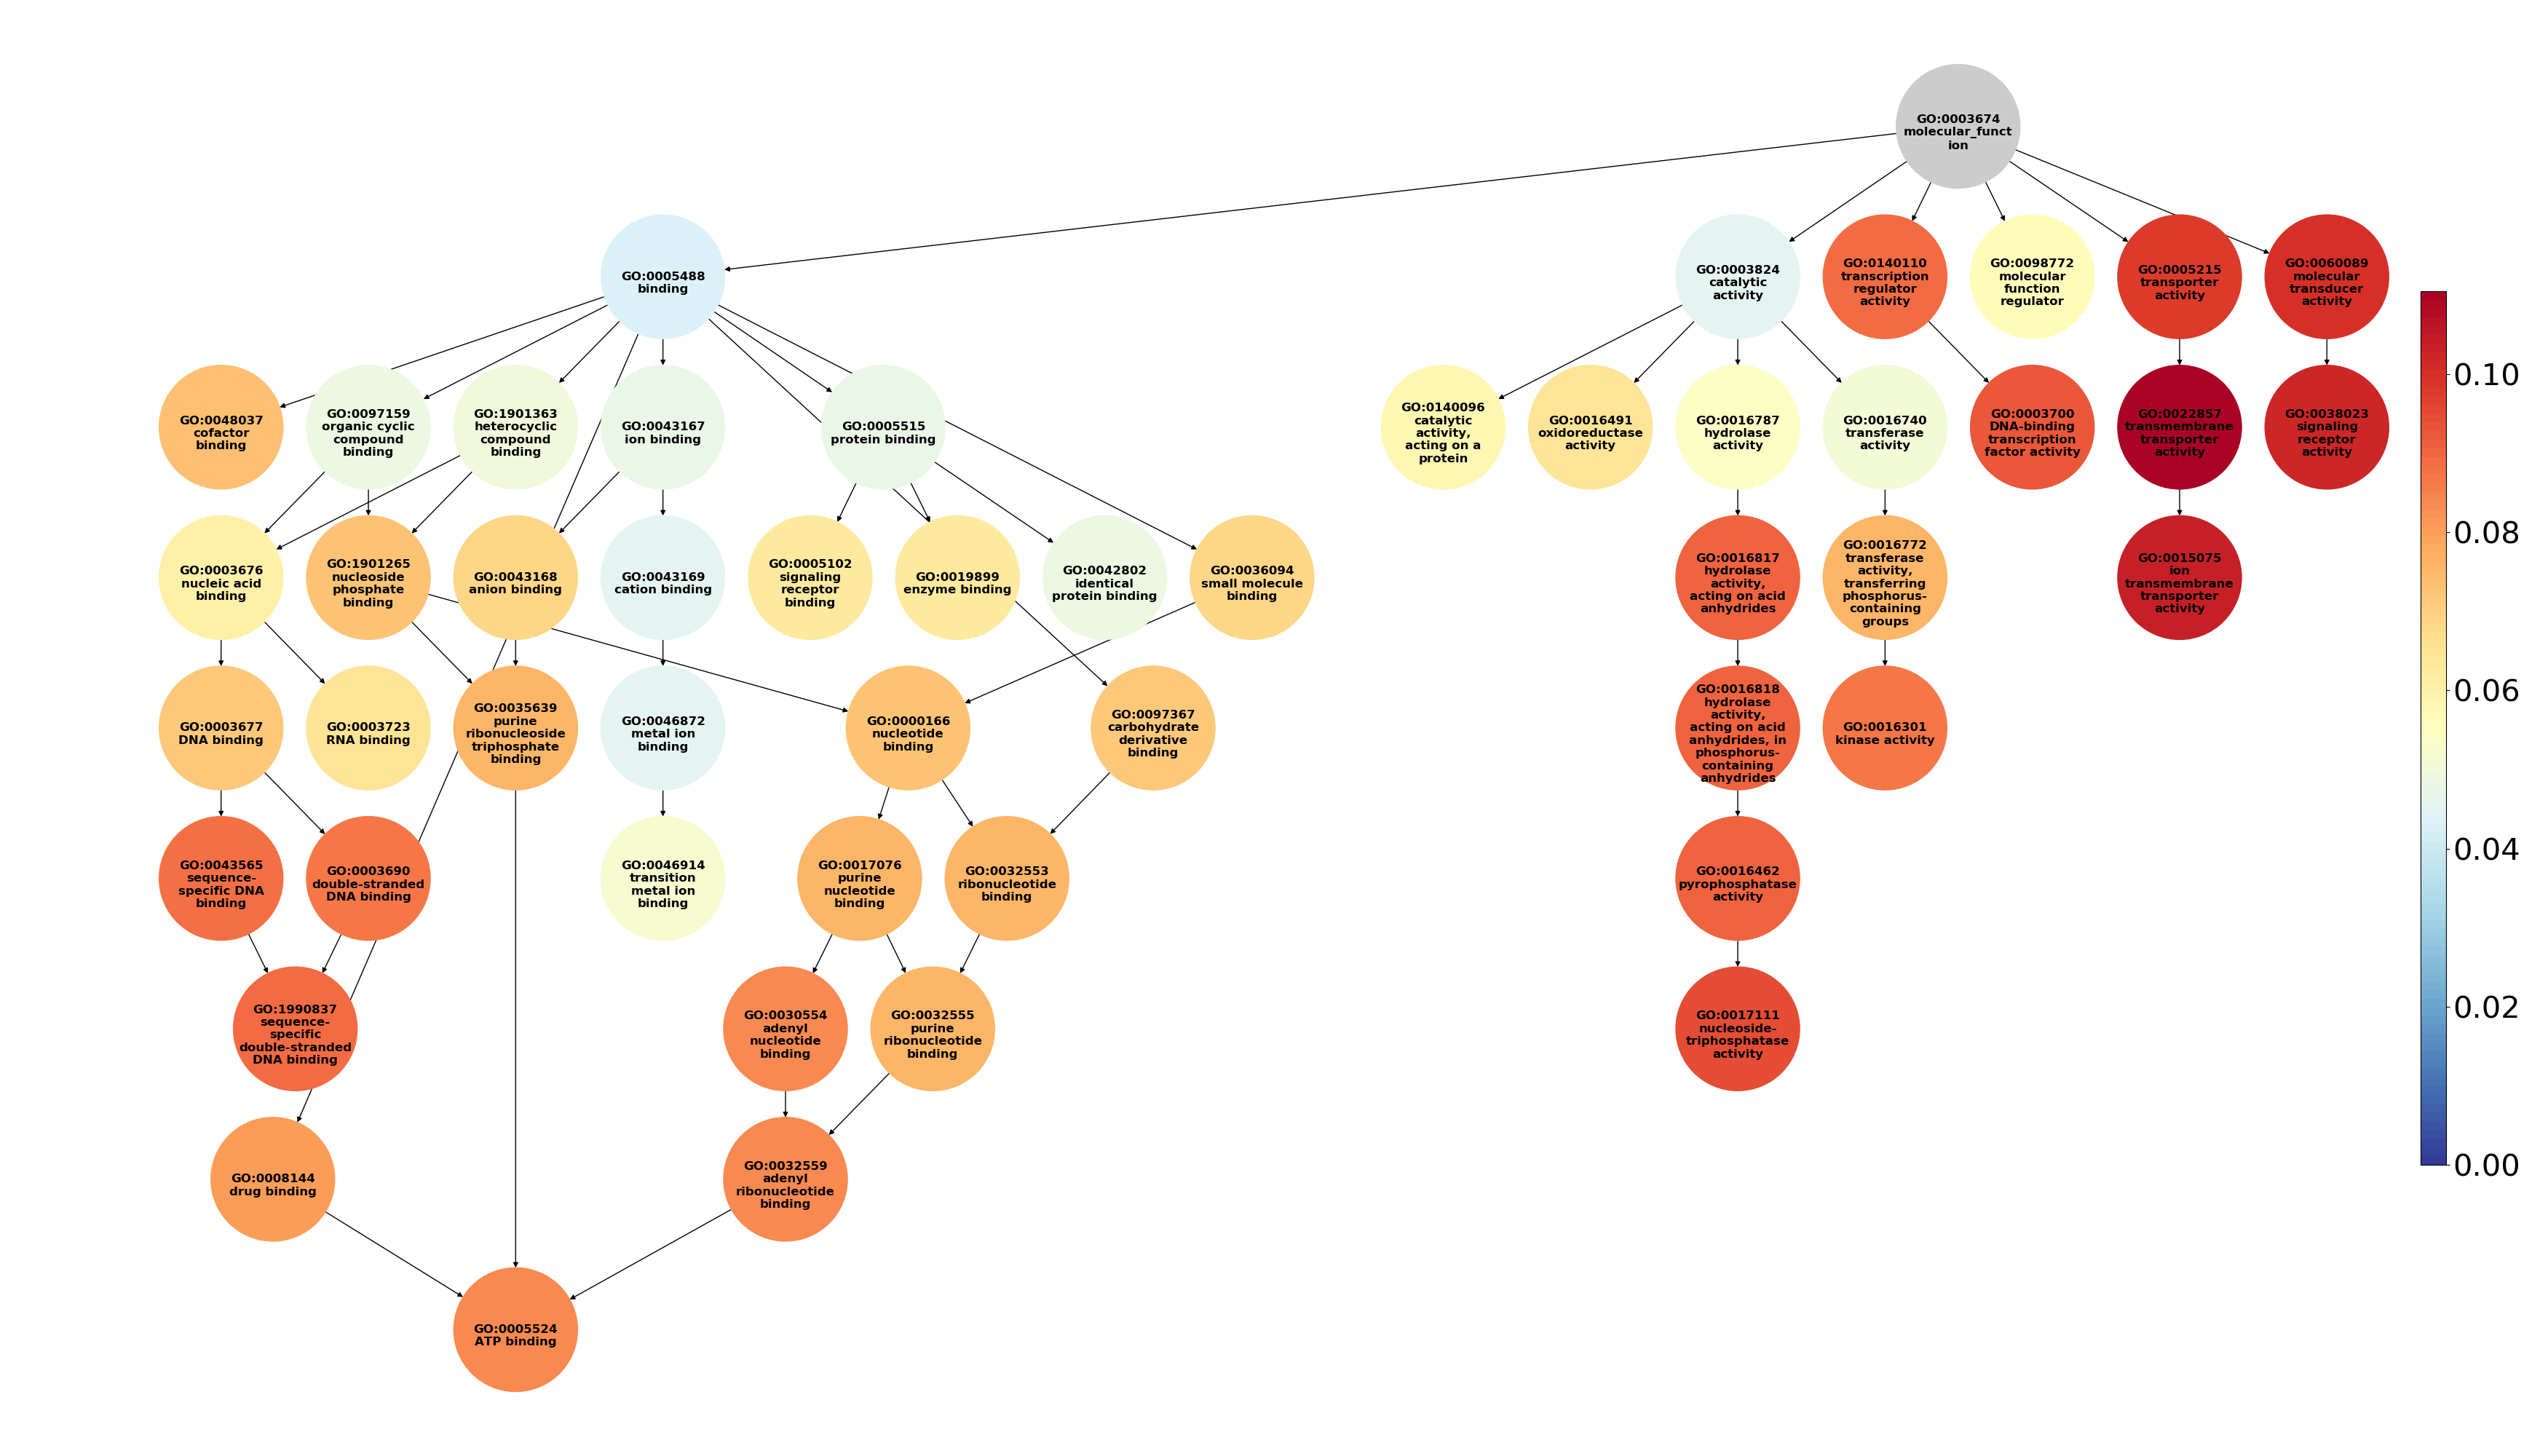 GO:0003674
molecular_funct
ion
GO:0005488
binding
GO:0003824
catalytic
activity
GO:0140110
transcription
regulator
activity
GO:0098772
molecular
function
regulator
GO:0005215
transporter
activity
GO:0060089
molecular
transducer
activity
GO:0048037
cofactor
binding
GO:0097159
organic cyclic
compound
binding
GO:1901363
heterocyclic
compound
binding
GO:0043167
ion binding
GO:0005515
protein binding
GO:0140096
catalytic
activity,
acting on a
protein
GO:0016491
oxidoreductase
activity
GO:0016787
hydrolase
activity
GO:0016740
transferase
activity
GO:0003700
DNA-binding
transcription
factor activity
GO:0022857
transmembrane
transporter
activity
GO:0038023
signaling
receptor
activity
GO:0003676
nucleic acid
binding
GO:1901265
nucleoside
phosphate
binding
GO:0043168
anion binding
GO:0043169
cation binding
GO:0005102
signaling
receptor
binding
GO:0019899
enzyme binding
GO:0042802
identical
protein binding
GO:0036094
small molecule
binding
GO:0016817
hydrolase
activity,
acting on acid
anhydrides
GO:0016772
transferase
activity,
transferring
phosphorus-
containing
groups
GO:0015075
ion
transmembrane
transporter
activity
GO:0003677
DNA binding
GO:0003723
RNA binding
GO:0035639
purine
ribonucleoside
triphosphate
binding
GO:0046872
metal ion
binding
GO:0000166
nucleotide
binding
GO:0097367
carbohydrate
derivative
binding
GO:0016818
hydrolase
activity,
acting on acid
anhydrides, in
phosphorus-
containing
anhydrides
GO:0016301
kinase activity
GO:0043565
sequence-
specific DNA
binding
GO:0003690
double-stranded
DNA binding
GO:0046914
transition
metal ion
binding
GO:0017076
purine
nucleotide
binding
GO:0032553
ribonucleotide
binding
GO:0016462
pyrophosphatase
activity
GO:1990837
sequence-
specific
double-stranded
DNA binding
GO:0030554
adenyl
nucleotide
binding
GO:0032555
purine
ribonucleotide
binding
GO:0017111
nucleoside-
triphosphatase
activity
GO:0008144
drug binding
GO:0032559
adenyl
ribonucleotide
binding
GO:0005524
ATP binding
0.10
0.08
0.06
0.04
0.02
0.00